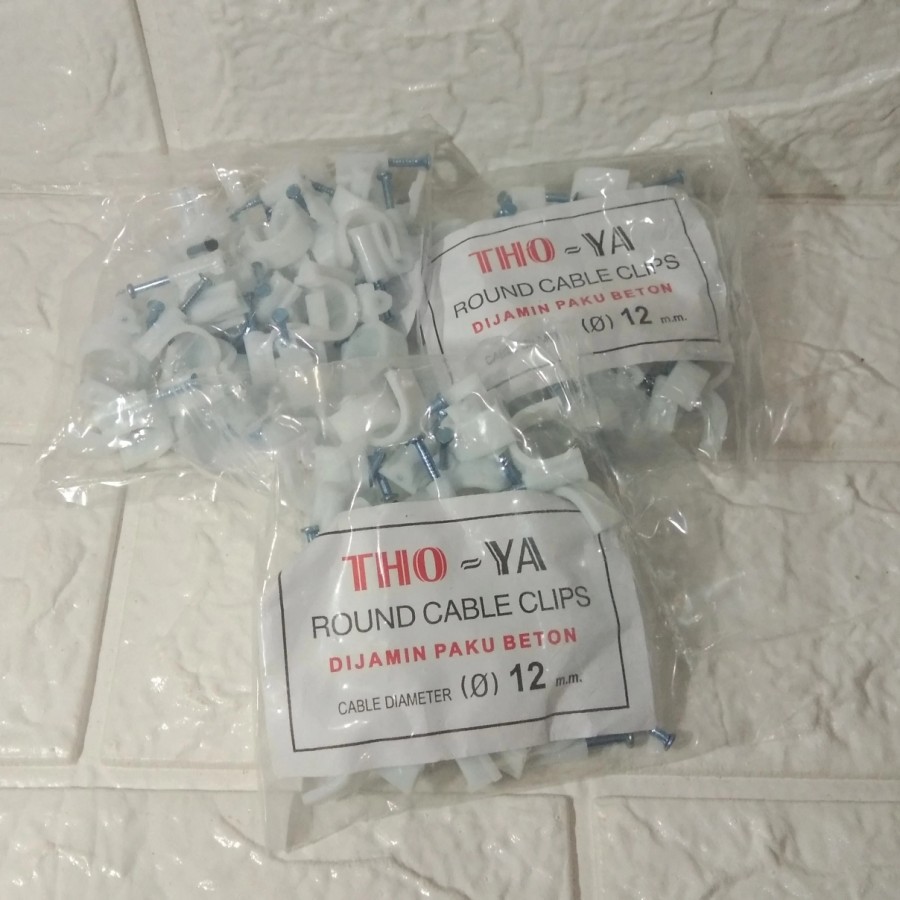 THO ~ YA
ROUND CABLE CLIPS
DIJAMIN PAKU BETON
(Ø) 12 m.m.
THO ~ YA
ROUND CABLE CLIPS
DIJAMIN PAKU BETON
CABLE DIAMETER (Ø) 12 m.m.